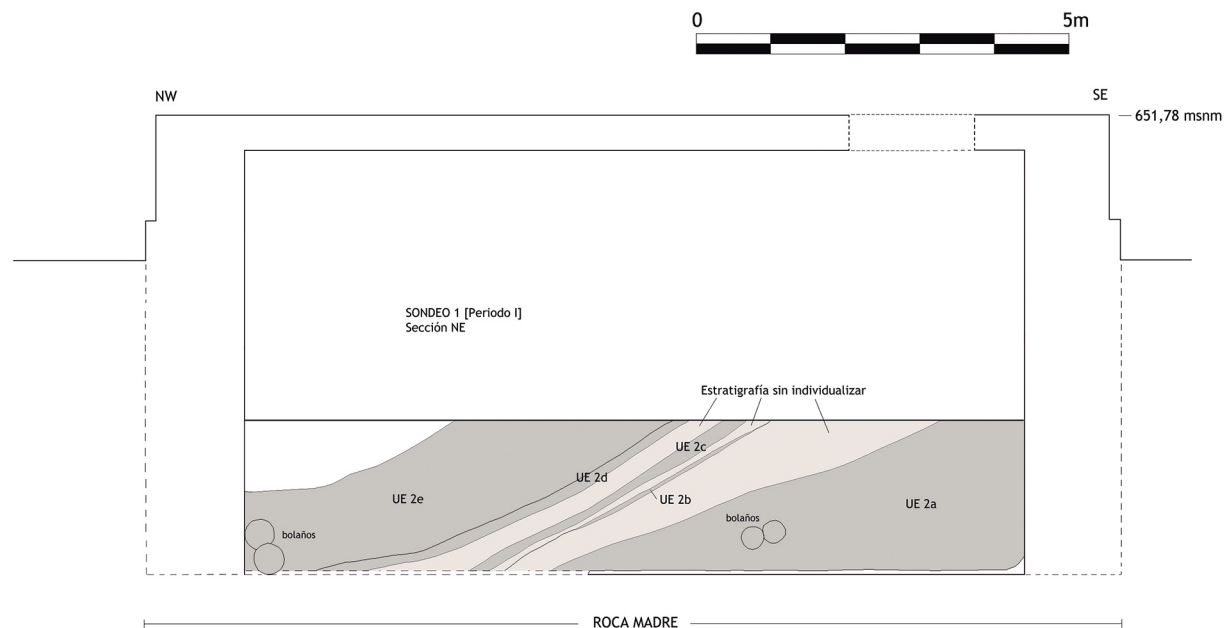 0 5m
NW SE
651,78 msnm
SONDEO 1 [Periodo I]
Sección NE
Estratigrafía sin individualizar
UE 2c
UE 2d
UE 2e
UE 2b
UE 2a
bolaños
bolaños
ROCA MADRE